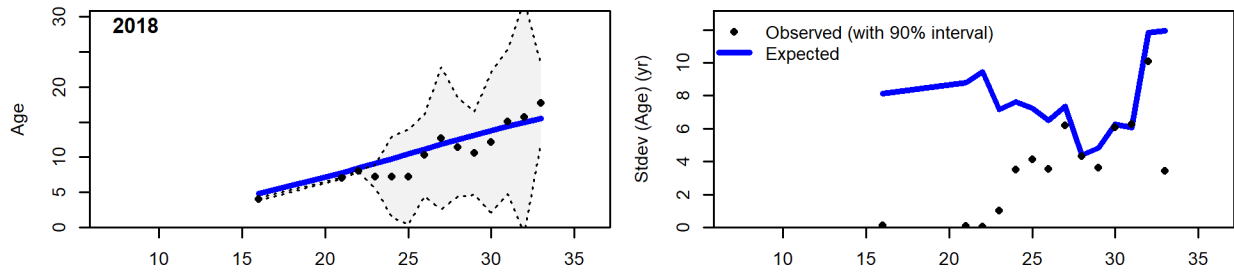 2018
Age
0 5 10 15 20 30
10 15 20 25 30 35
Observed (with 90% interval)
Expected
Stdev (Age) (yr)
0 2 4 6 8 10
10 15 20 25 30 35